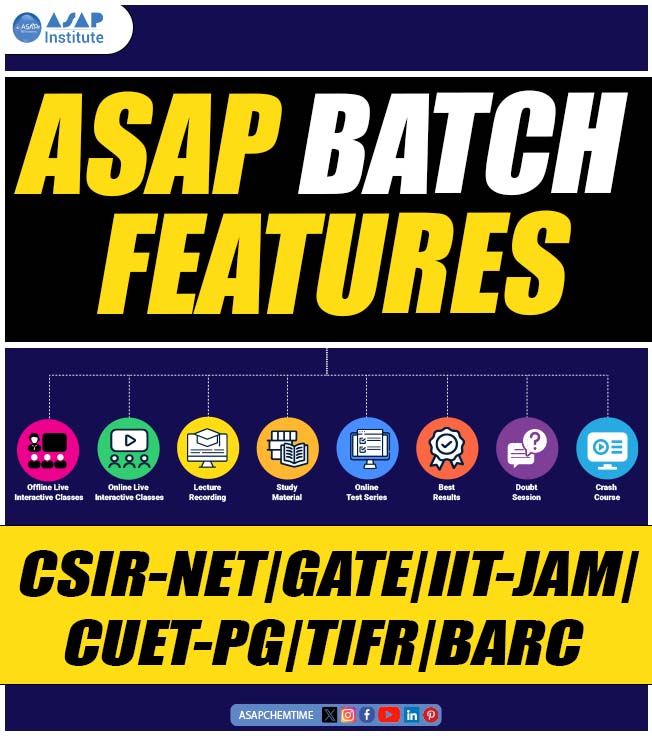 ASAP
ASAP
Institute
ASAP BATCH
FEATURES
Offline Live
Interactive Classes
Online Live
Interactive Classes
Lecture
Recording
Study
Material
Online
Test Series
Best
Results
Doubt
Session
Crash
Course
CSIR-NET|GATE|IIT-JAM|
CUET-PG|TIFR|BARC
ASAPCHEMTIME